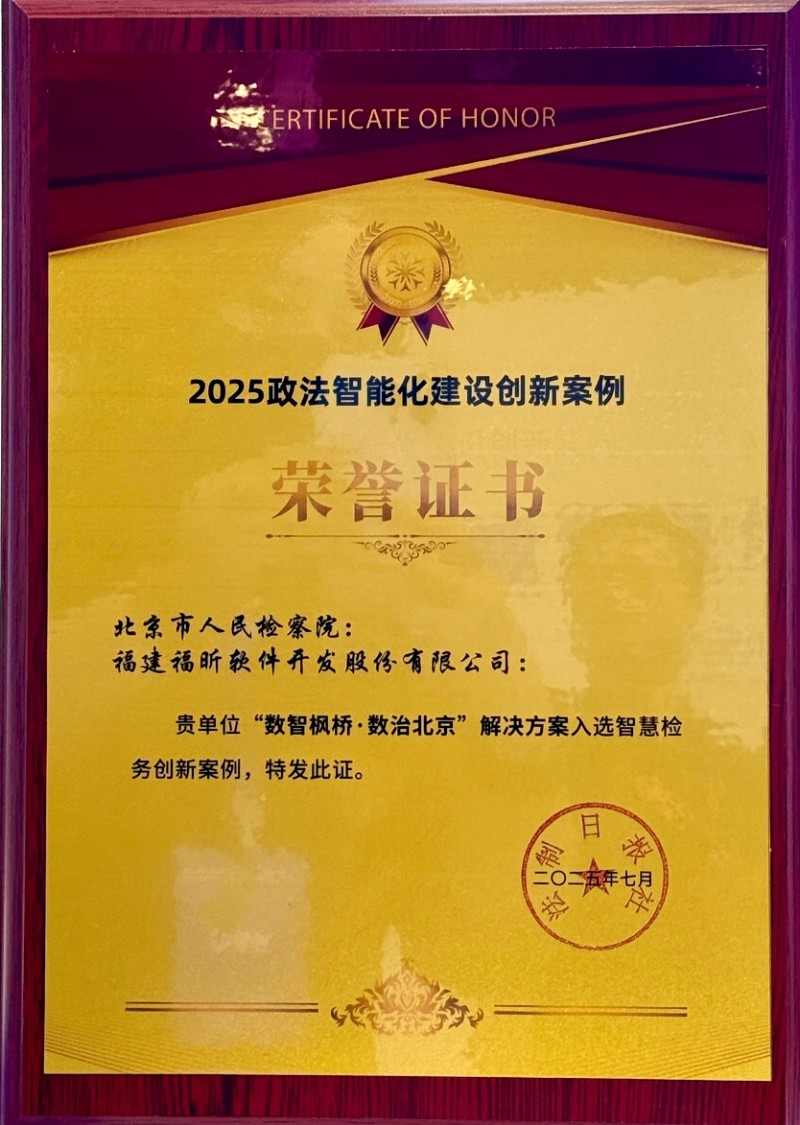 CERTIFICATE OF HONOR
2025政法智能化建设创新案例
荣誉证书
北京市人民检察院：
福建福昕软件开发股份有限公司：
贵单位“数智枫桥·数治北京”解决方案入选智慧检
务创新案例，特发此证。
法制日报社
二〇二五年七月